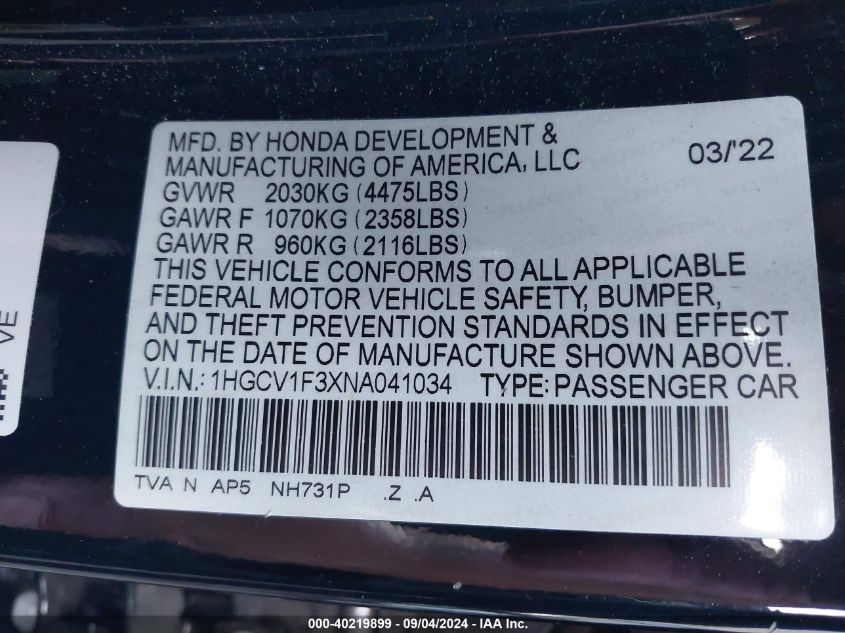 MFD. BY HONDA DEVELOPMENT &
MANUFACTURING OF AMERICA, LLC 03/'22
GVWR 2030KG (4475LBS)
GAWR F 1070KG (2358LBS)
GAWR R 960KG (2116LBS)
THIS VEHICLE CONFORMS TO ALL APPLICABLE
FEDERAL MOTOR VEHICLE SAFETY, BUMPER,
AND THEFT PREVENTION STANDARDS IN EFFECT
ON THE DATE OF MANUFACTURE SHOWN ABOVE.
V.I.N.: 1HGCV1F3XNA041034 TYPE: PASSENGER CAR
TVA N AP5 NH731P .Z .A
VE
000-40219899 - 09/04/2024 - IAA Inc.